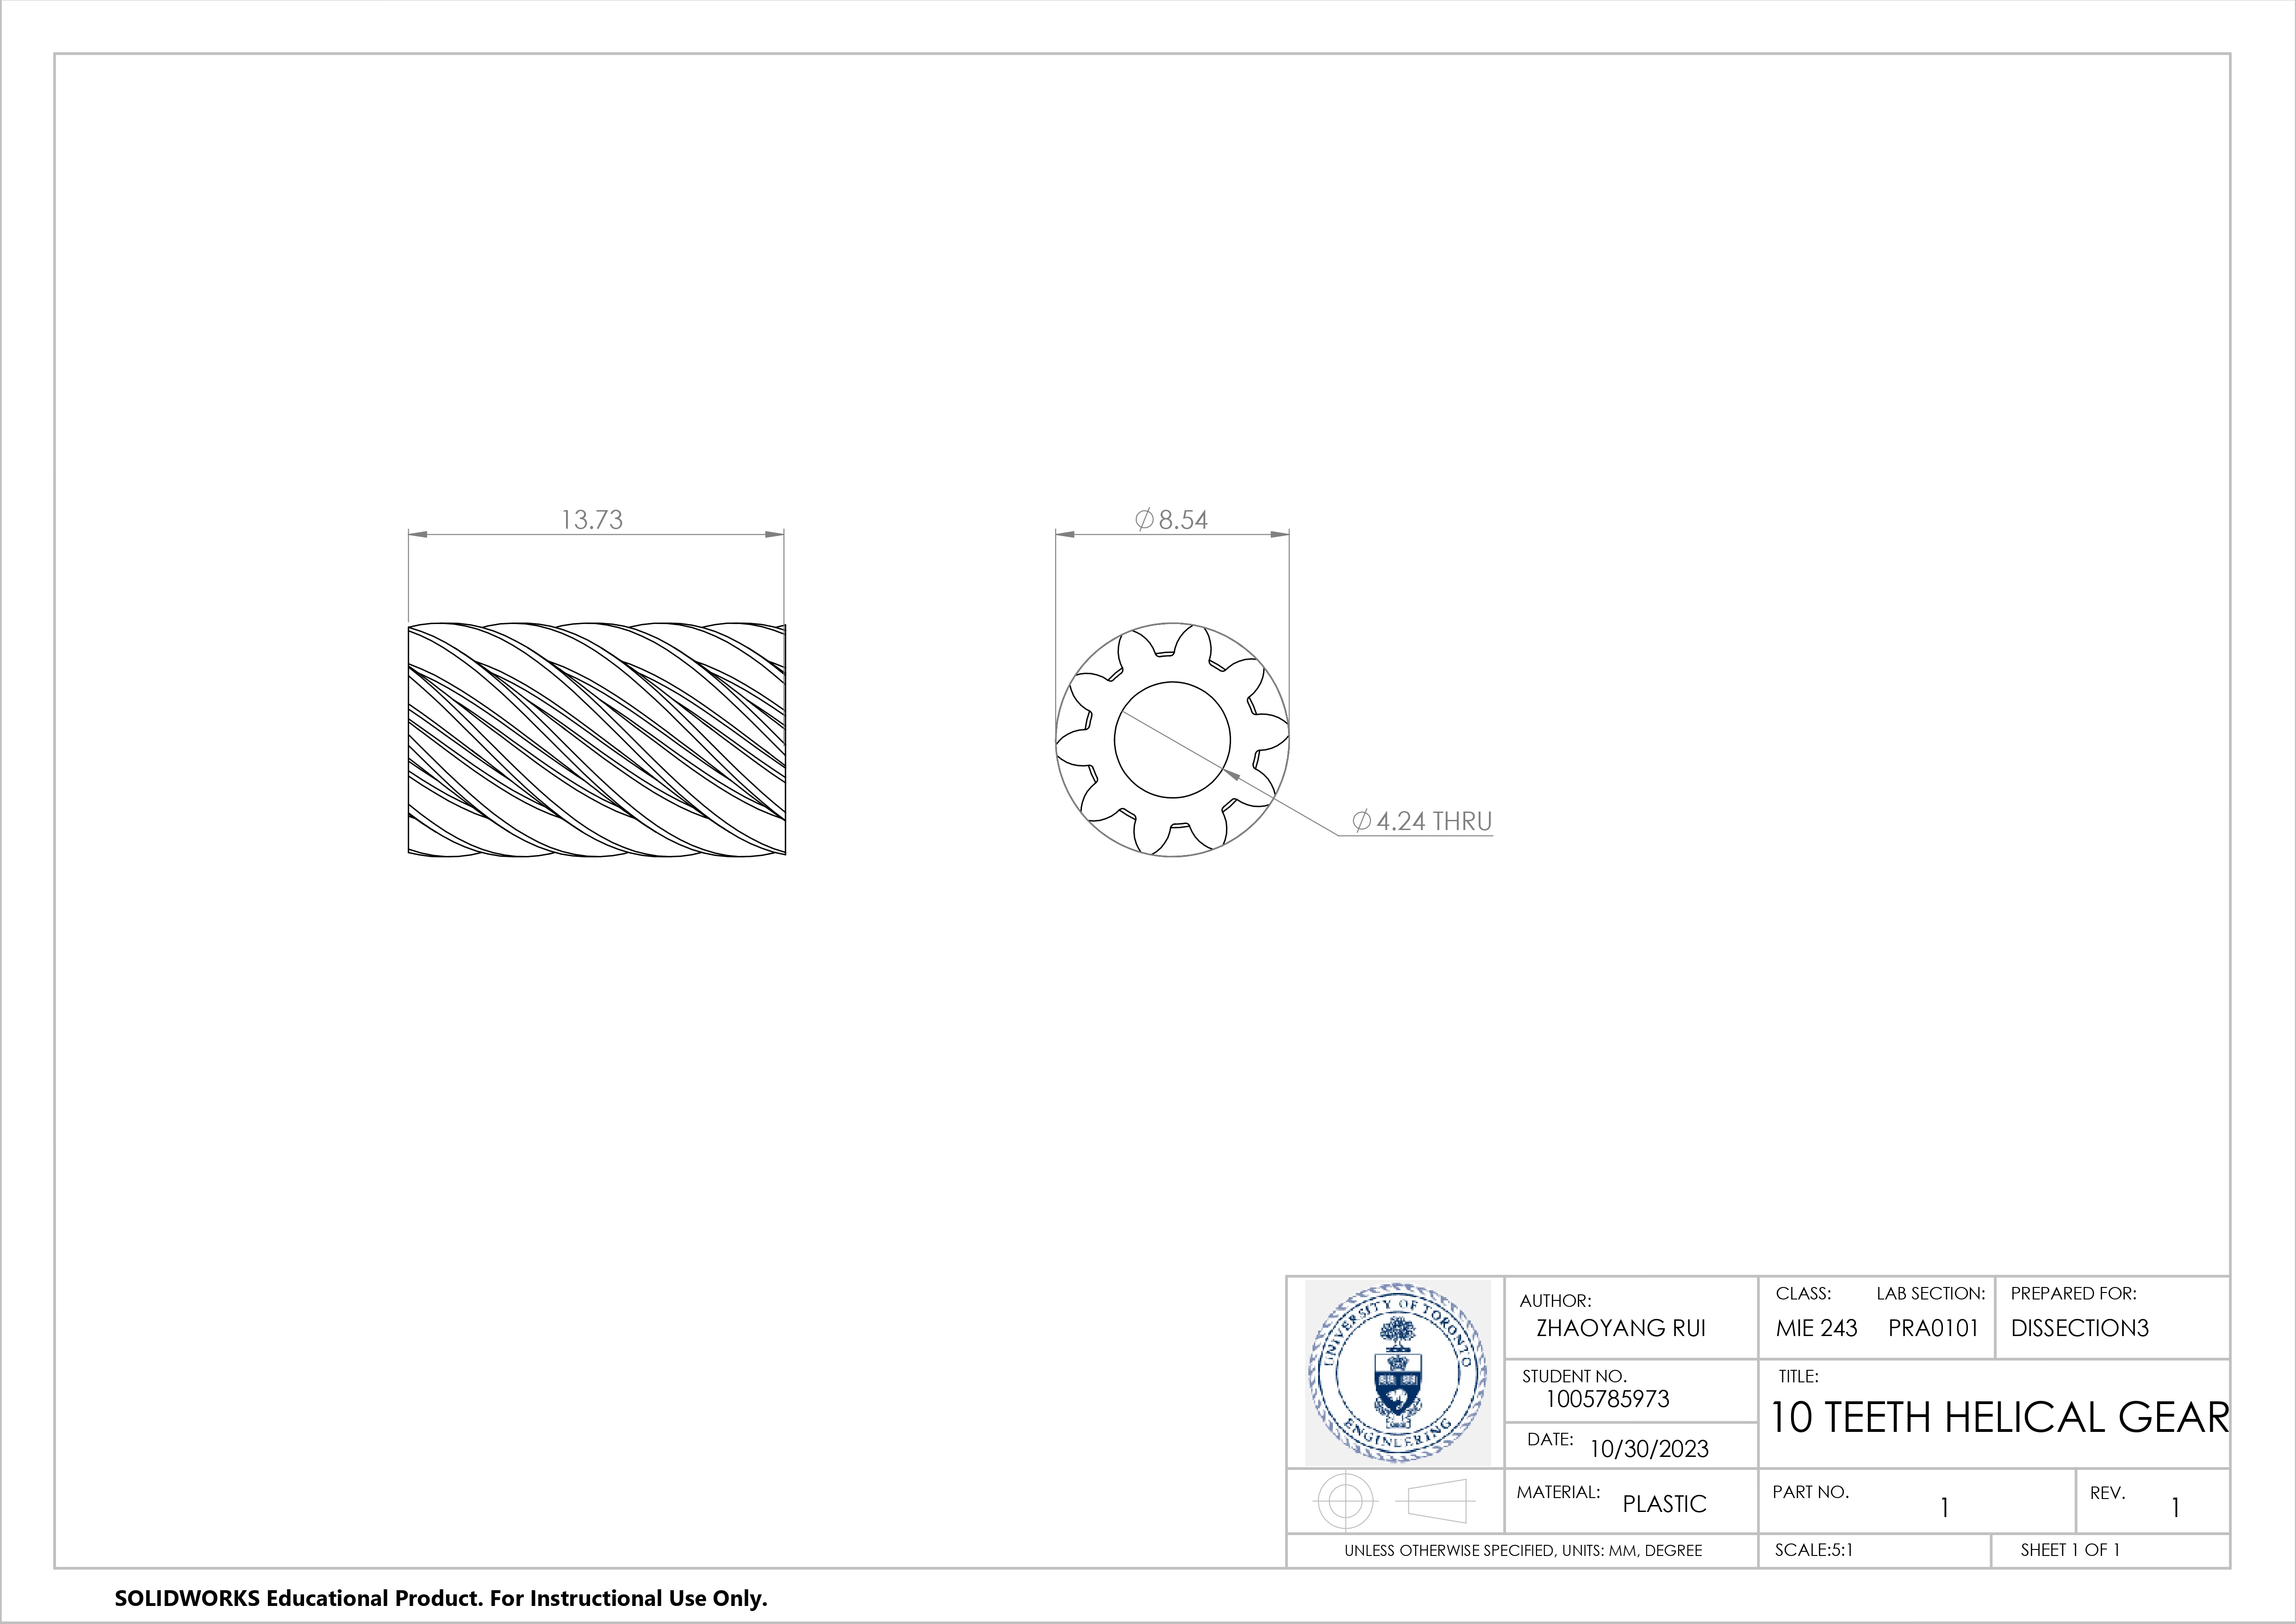 13.73
∅8.54
∅4.24 THRU
UNIVERSITY OF TORONTO
ENGINEERING
AUTHOR:
ZHAOYANG RUI
CLASS:
MIE 243
LAB SECTION:
PRA0101
PREPARED FOR:
DISSECTION3
STUDENT NO.
1005785973
DATE: 10/30/2023
TITLE:
10 TEETH HELICAL GEAR
MATERIAL: PLASTIC
PART NO. 1
REV. 1
UNLESS OTHERWISE SPECIFIED, UNITS: MM, DEGREE
SCALE:5:1
SHEET 1 OF 1
SOLIDWORKS Educational Product. For Instructional Use Only.